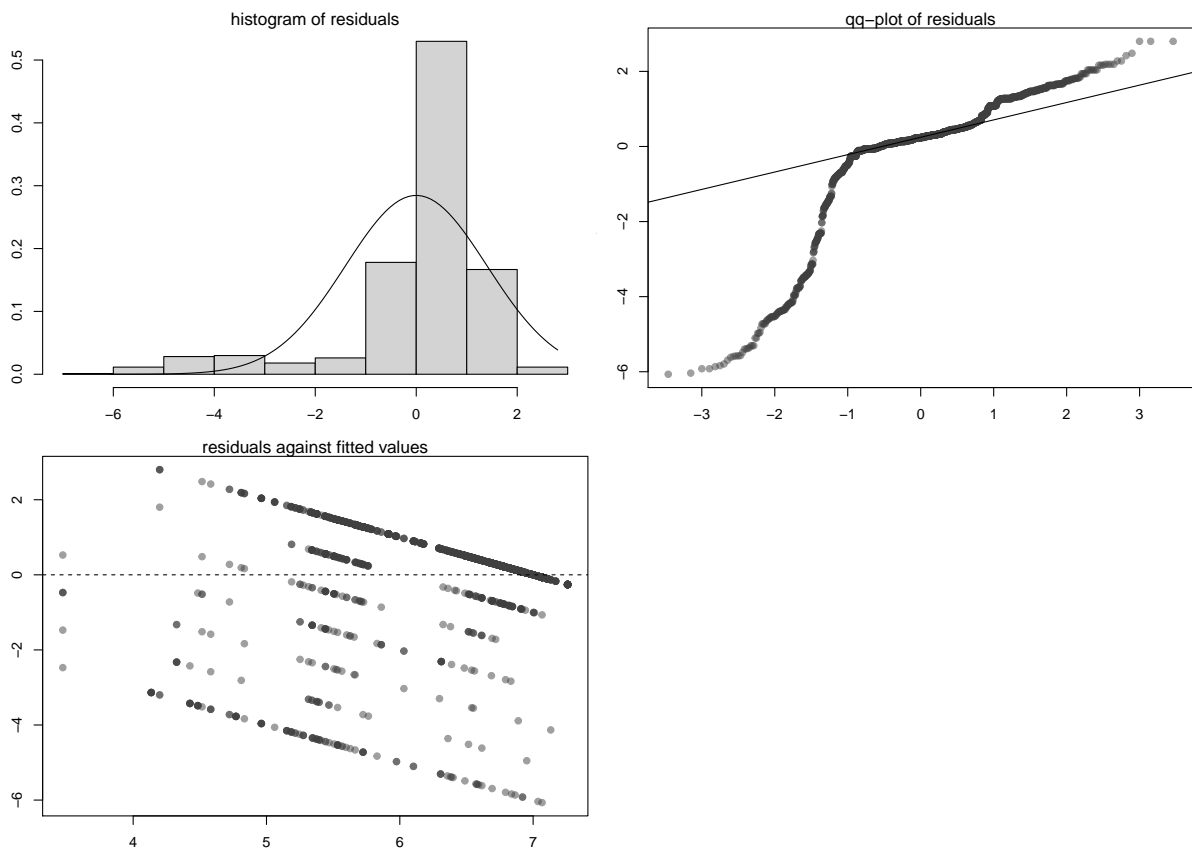 histogram of residuals
0.5
0.4
0.3
0.2
0.1
0.0
−6 −4 −2 0 2
qq−plot of residuals
2
0
−2
−4
−6
−3 −2 −1 0 1 2 3
residuals against fitted values
2
0
−2
−4
−6
4 5 6 7